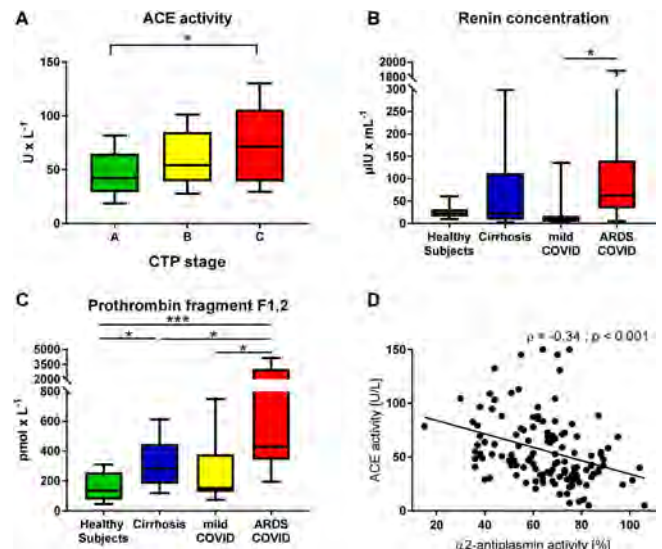 A
ACE activity
*
150
100
50
0
U x L⁻¹
A B C
CTP stage
B
Renin concentration
*
2000
1000
300
250
200
150
100
50
0
µIU x mL⁻¹
Healthy Subjects
Cirrhosis
mild COVID
ARDS COVID
C
Prothrombin fragment F1,2
***
* *
*
5000
2000
800
600
400
200
0
pmol x L⁻¹
Healthy Subjects
Cirrhosis
mild COVID
ARDS COVID
D
ρ = -0.34 ; p < 0.001
150
100
50
0
ACE activity [U/L]
20 40 60 80 100
α2-antiplasmin activity [%]